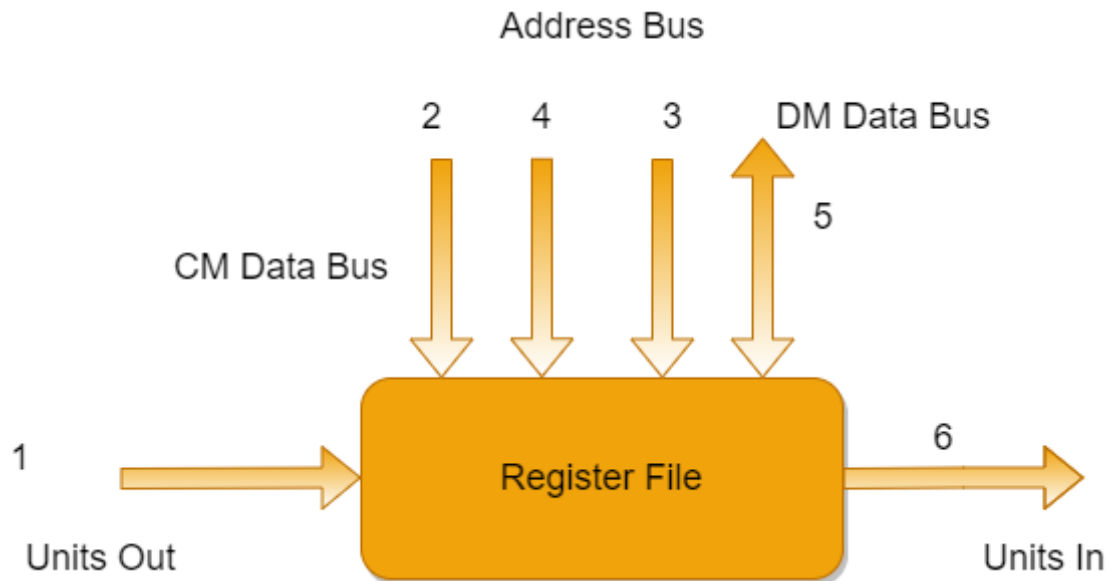 Address Bus
2 4 3 DM Data Bus
5
CM Data Bus
1 Register File 6
Units Out Units In